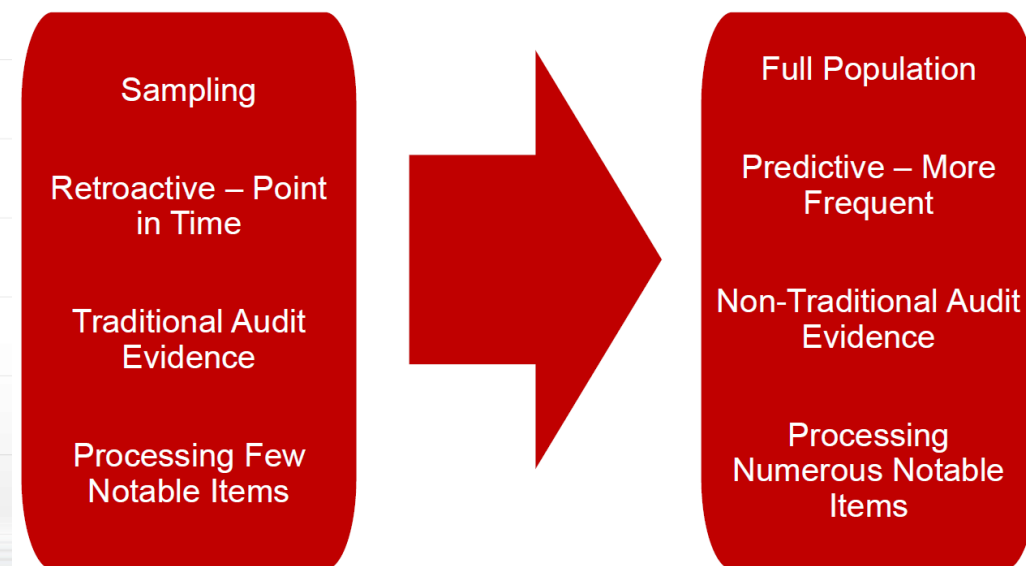 Sampling
Retroactive – Point
in Time
Traditional Audit
Evidence
Processing Few
Notable Items
Full Population
Predictive – More
Frequent
Non-Traditional Audit
Evidence
Processing
Numerous Notable
Items